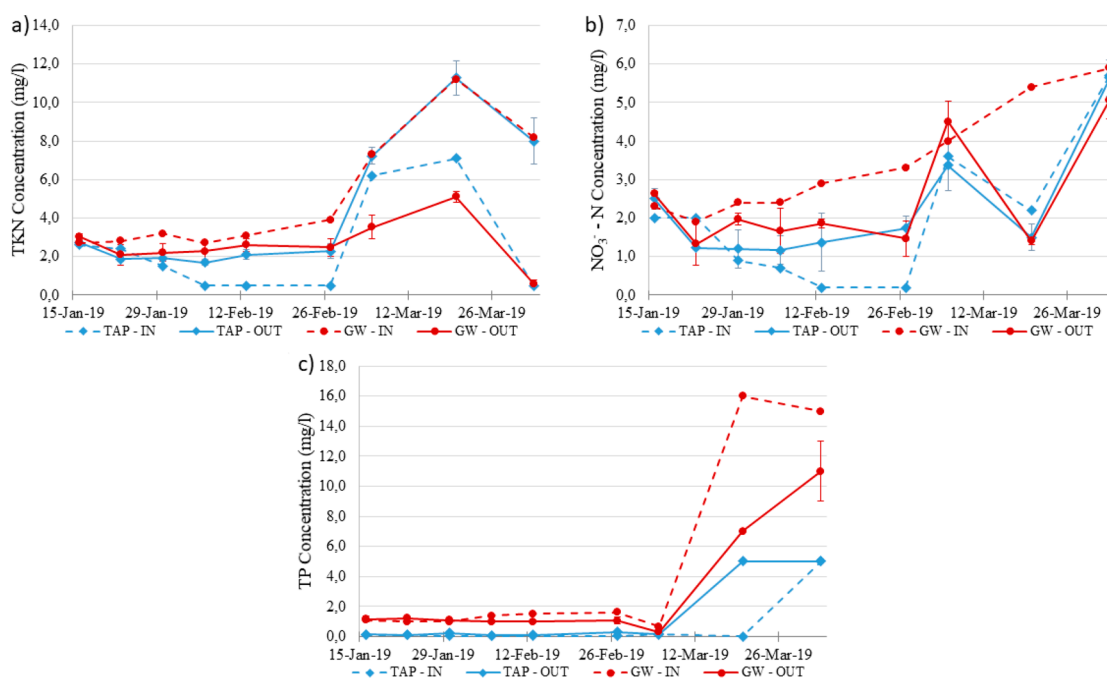 a)
14,0
12,0
10,0
8,0
6,0
4,0
2,0
0,0
TKN Concentration (mg/l)
15-Jan-19 29-Jan-19 12-Feb-19 26-Feb-19 12-Mar-19 26-Mar-19
TAP - IN TAP - OUT GW - IN GW - OUT
b)
7,0
6,0
5,0
4,0
3,0
2,0
1,0
0,0
NO3- - N Concentration (mg/l)
15-Jan-19 29-Jan-19 12-Feb-19 26-Feb-19 12-Mar-19 26-Mar-19
TAP - IN TAP - OUT GW - IN GW - OUT
c)
18,0
16,0
14,0
12,0
10,0
8,0
6,0
4,0
2,0
0,0
TP Concentration (mg/l)
15-Jan-19 29-Jan-19 12-Feb-19 26-Feb-19 12-Mar-19 26-Mar-19
TAP - IN TAP - OUT GW - IN GW - OUT